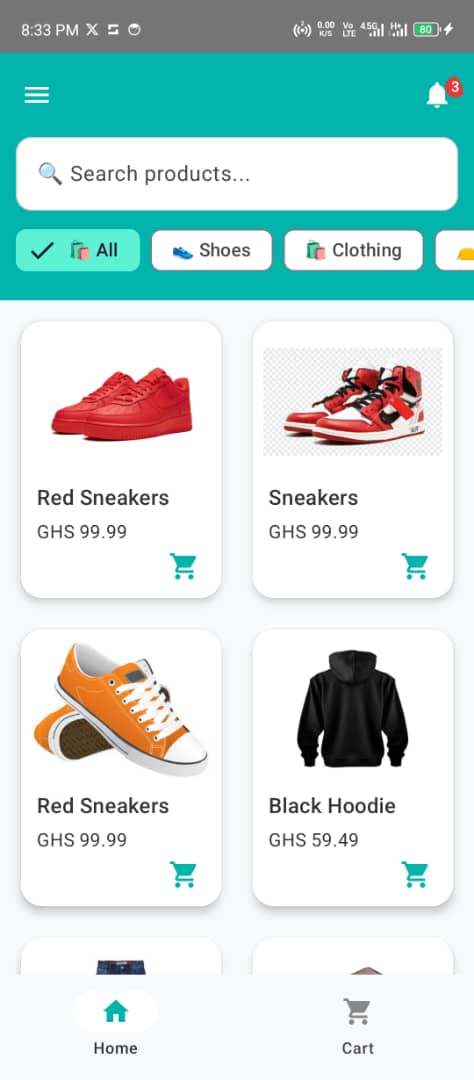 8:33 PM
0.00 K/S Vo LTE 4.5G H+ 80
3
🔍 Search products...
All
Shoes
Clothing
Red Sneakers
GHS 99.99
Sneakers
GHS 99.99
Red Sneakers
GHS 99.99
Black Hoodie
GHS 59.49
Home
Cart